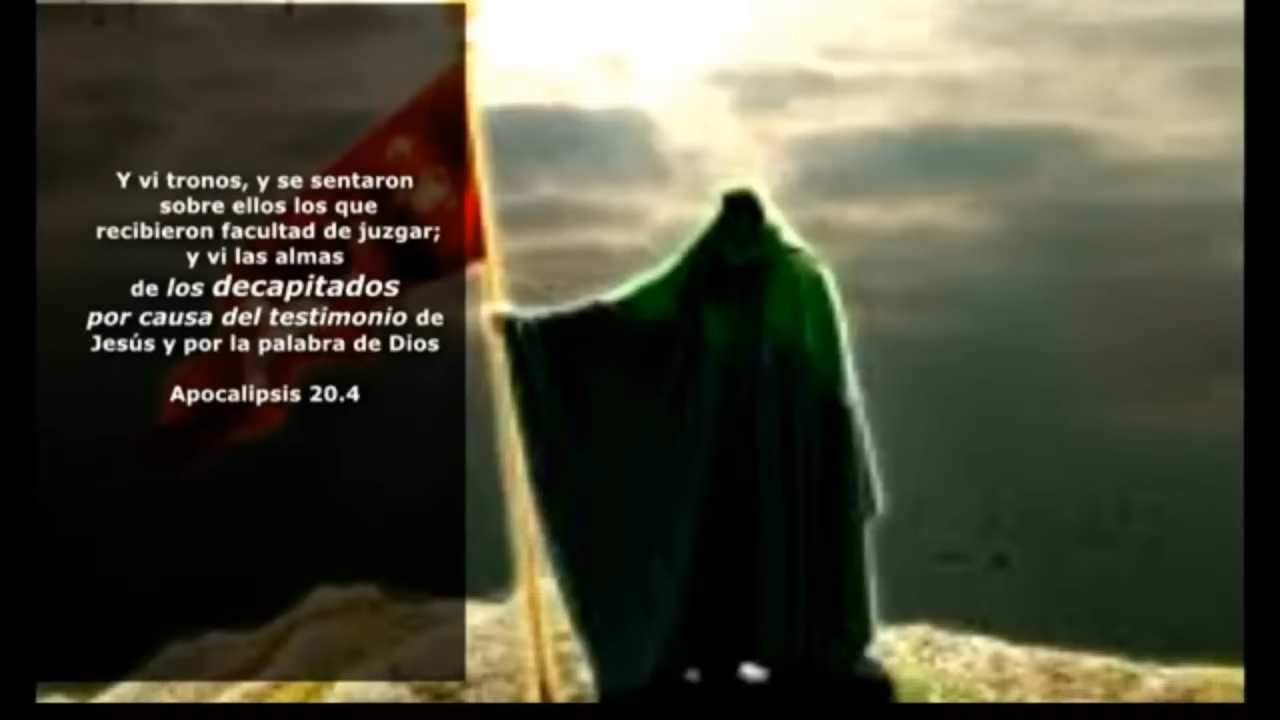 Y vi tronos, y se sentaron
sobre ellos los que
recibieron facultad de juzgar;
y vi las almas
de los decapitados
por causa del testimonio de
Jesús y por la palabra de Dios
Apocalipsis 20.4